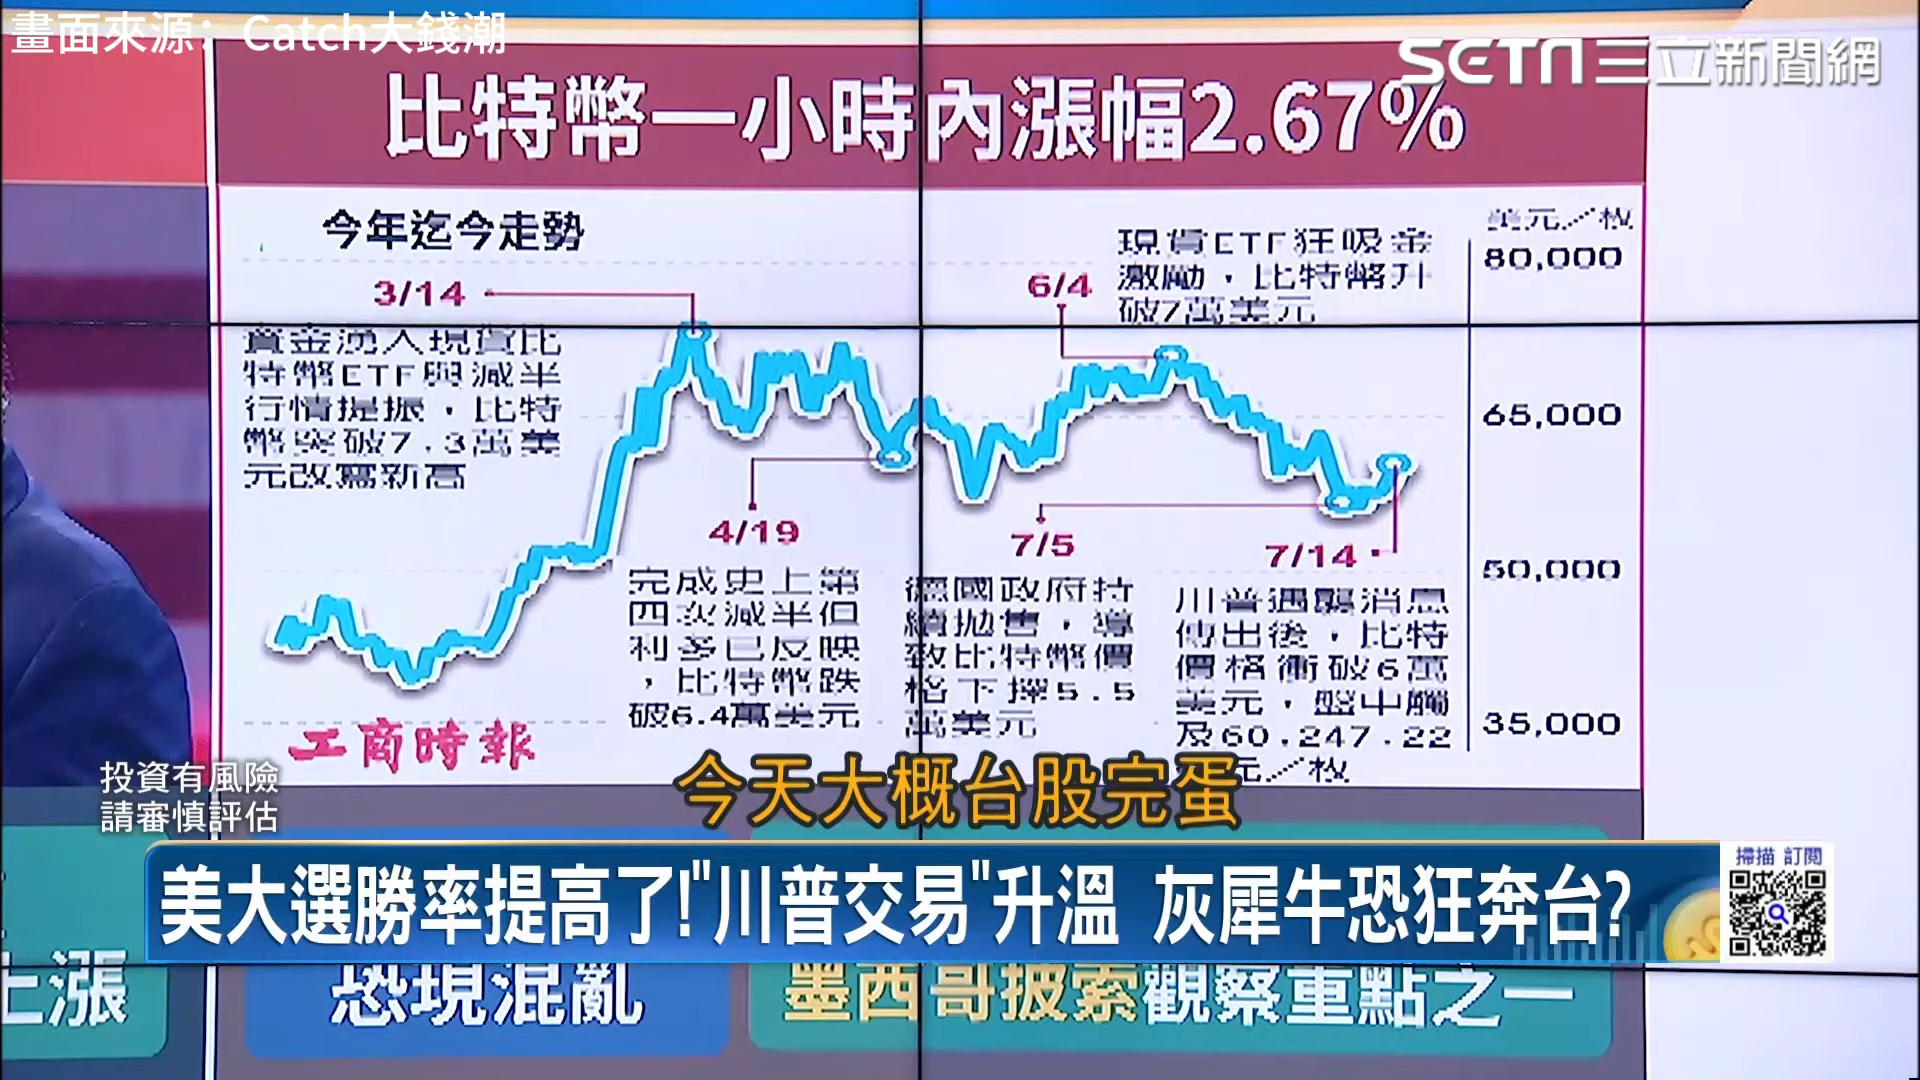 畫面來源：Catch大錢潮
SETN三立新聞網
比特幣一小時內漲幅2.67%
今年迄今走勢
美元／枚
80,000
65,000
50,000
35,000
3/14
資金湧入現貨比
特幣ETF與減半
行情提振，比特
幣突破7.3萬美
元改寫新高
6/4
現貨ETF狂吸金
激勵，比特幣升
破7萬美元
4/19
完成史上第
四次減半但
利多已反映
，比特幣跌
破6.4萬美元
7/5
德國政府持
續拋售，導
致比特幣價
格下探5.5
萬美元
7/14
川普遇襲消息
傳出後，比特
幣價格衝破6萬
美元，盤中觸
及60,247.22
元／枚
工商時報
投資有風險
請審慎評估
今天大概台股完蛋
美大選勝率提高了!"川普交易"升溫 灰犀牛恐狂奔台?
掃描 訂閱
上漲
恐現混亂
墨西哥披索觀察重點之一